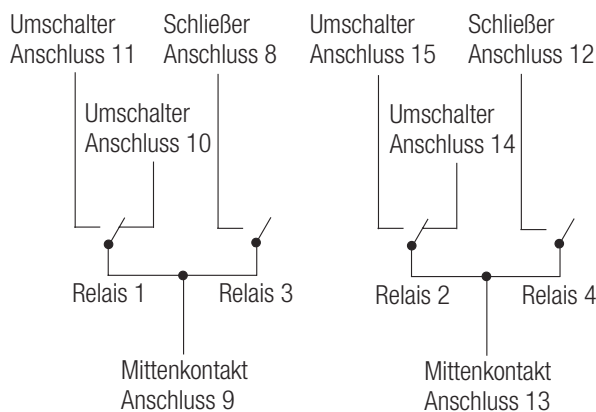 Umschalter
Anschluss 11
Schließer
Anschluss 8
Umschalter
Anschluss 15
Schließer
Anschluss 12
Umschalter
Anschluss 10
Umschalter
Anschluss 14
Relais 1
Relais 3
Relais 2
Relais 4
Mittenkontakt
Anschluss 9
Mittenkontakt
Anschluss 13